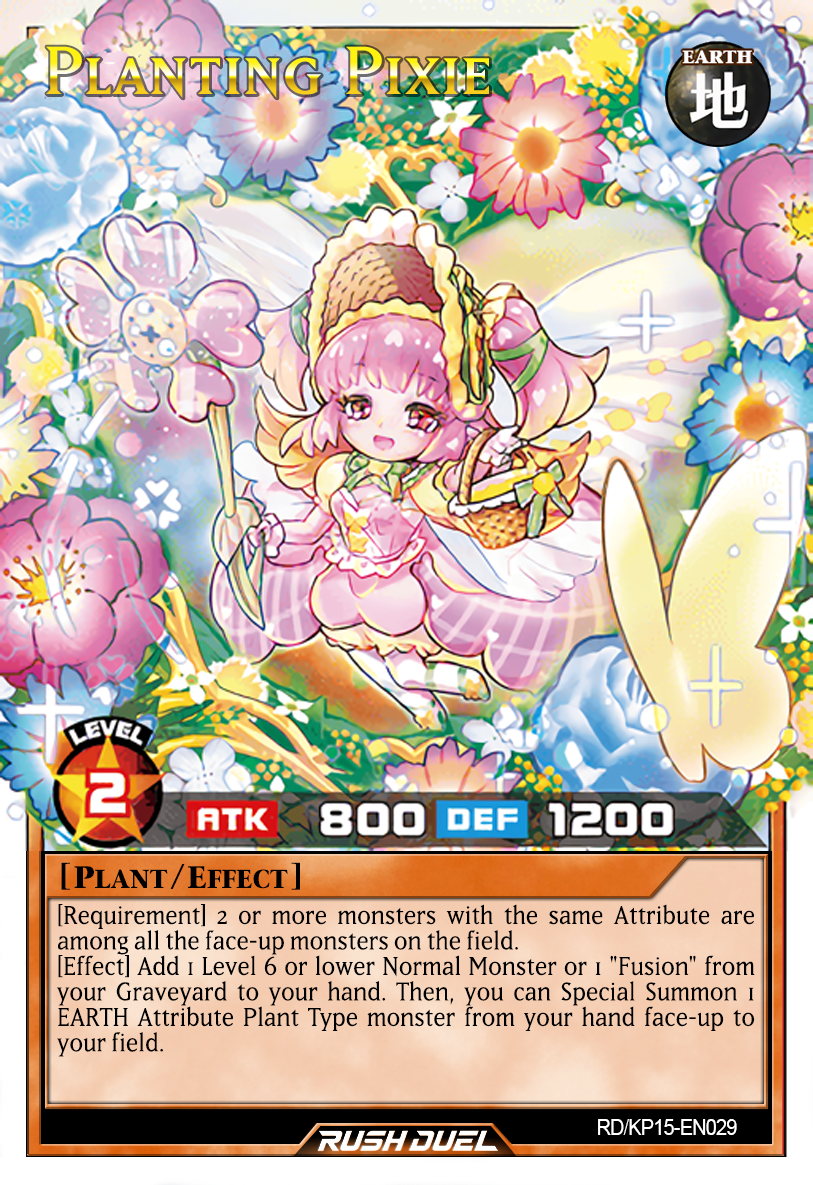 PLANTING PIXIE
EARTH
地
LEVEL
2
ATK 800 DEF 1200
[PLANT/EFFECT]
[Requirement] 2 or more monsters with the same Attribute are
among all the face-up monsters on the field.
[Effect] Add 1 Level 6 or lower Normal Monster or 1 "Fusion" from
your Graveyard to your hand. Then, you can Special Summon 1
EARTH Attribute Plant Type monster from your hand face-up to
your field.
RD/KP15-EN029
RUSH DUEL